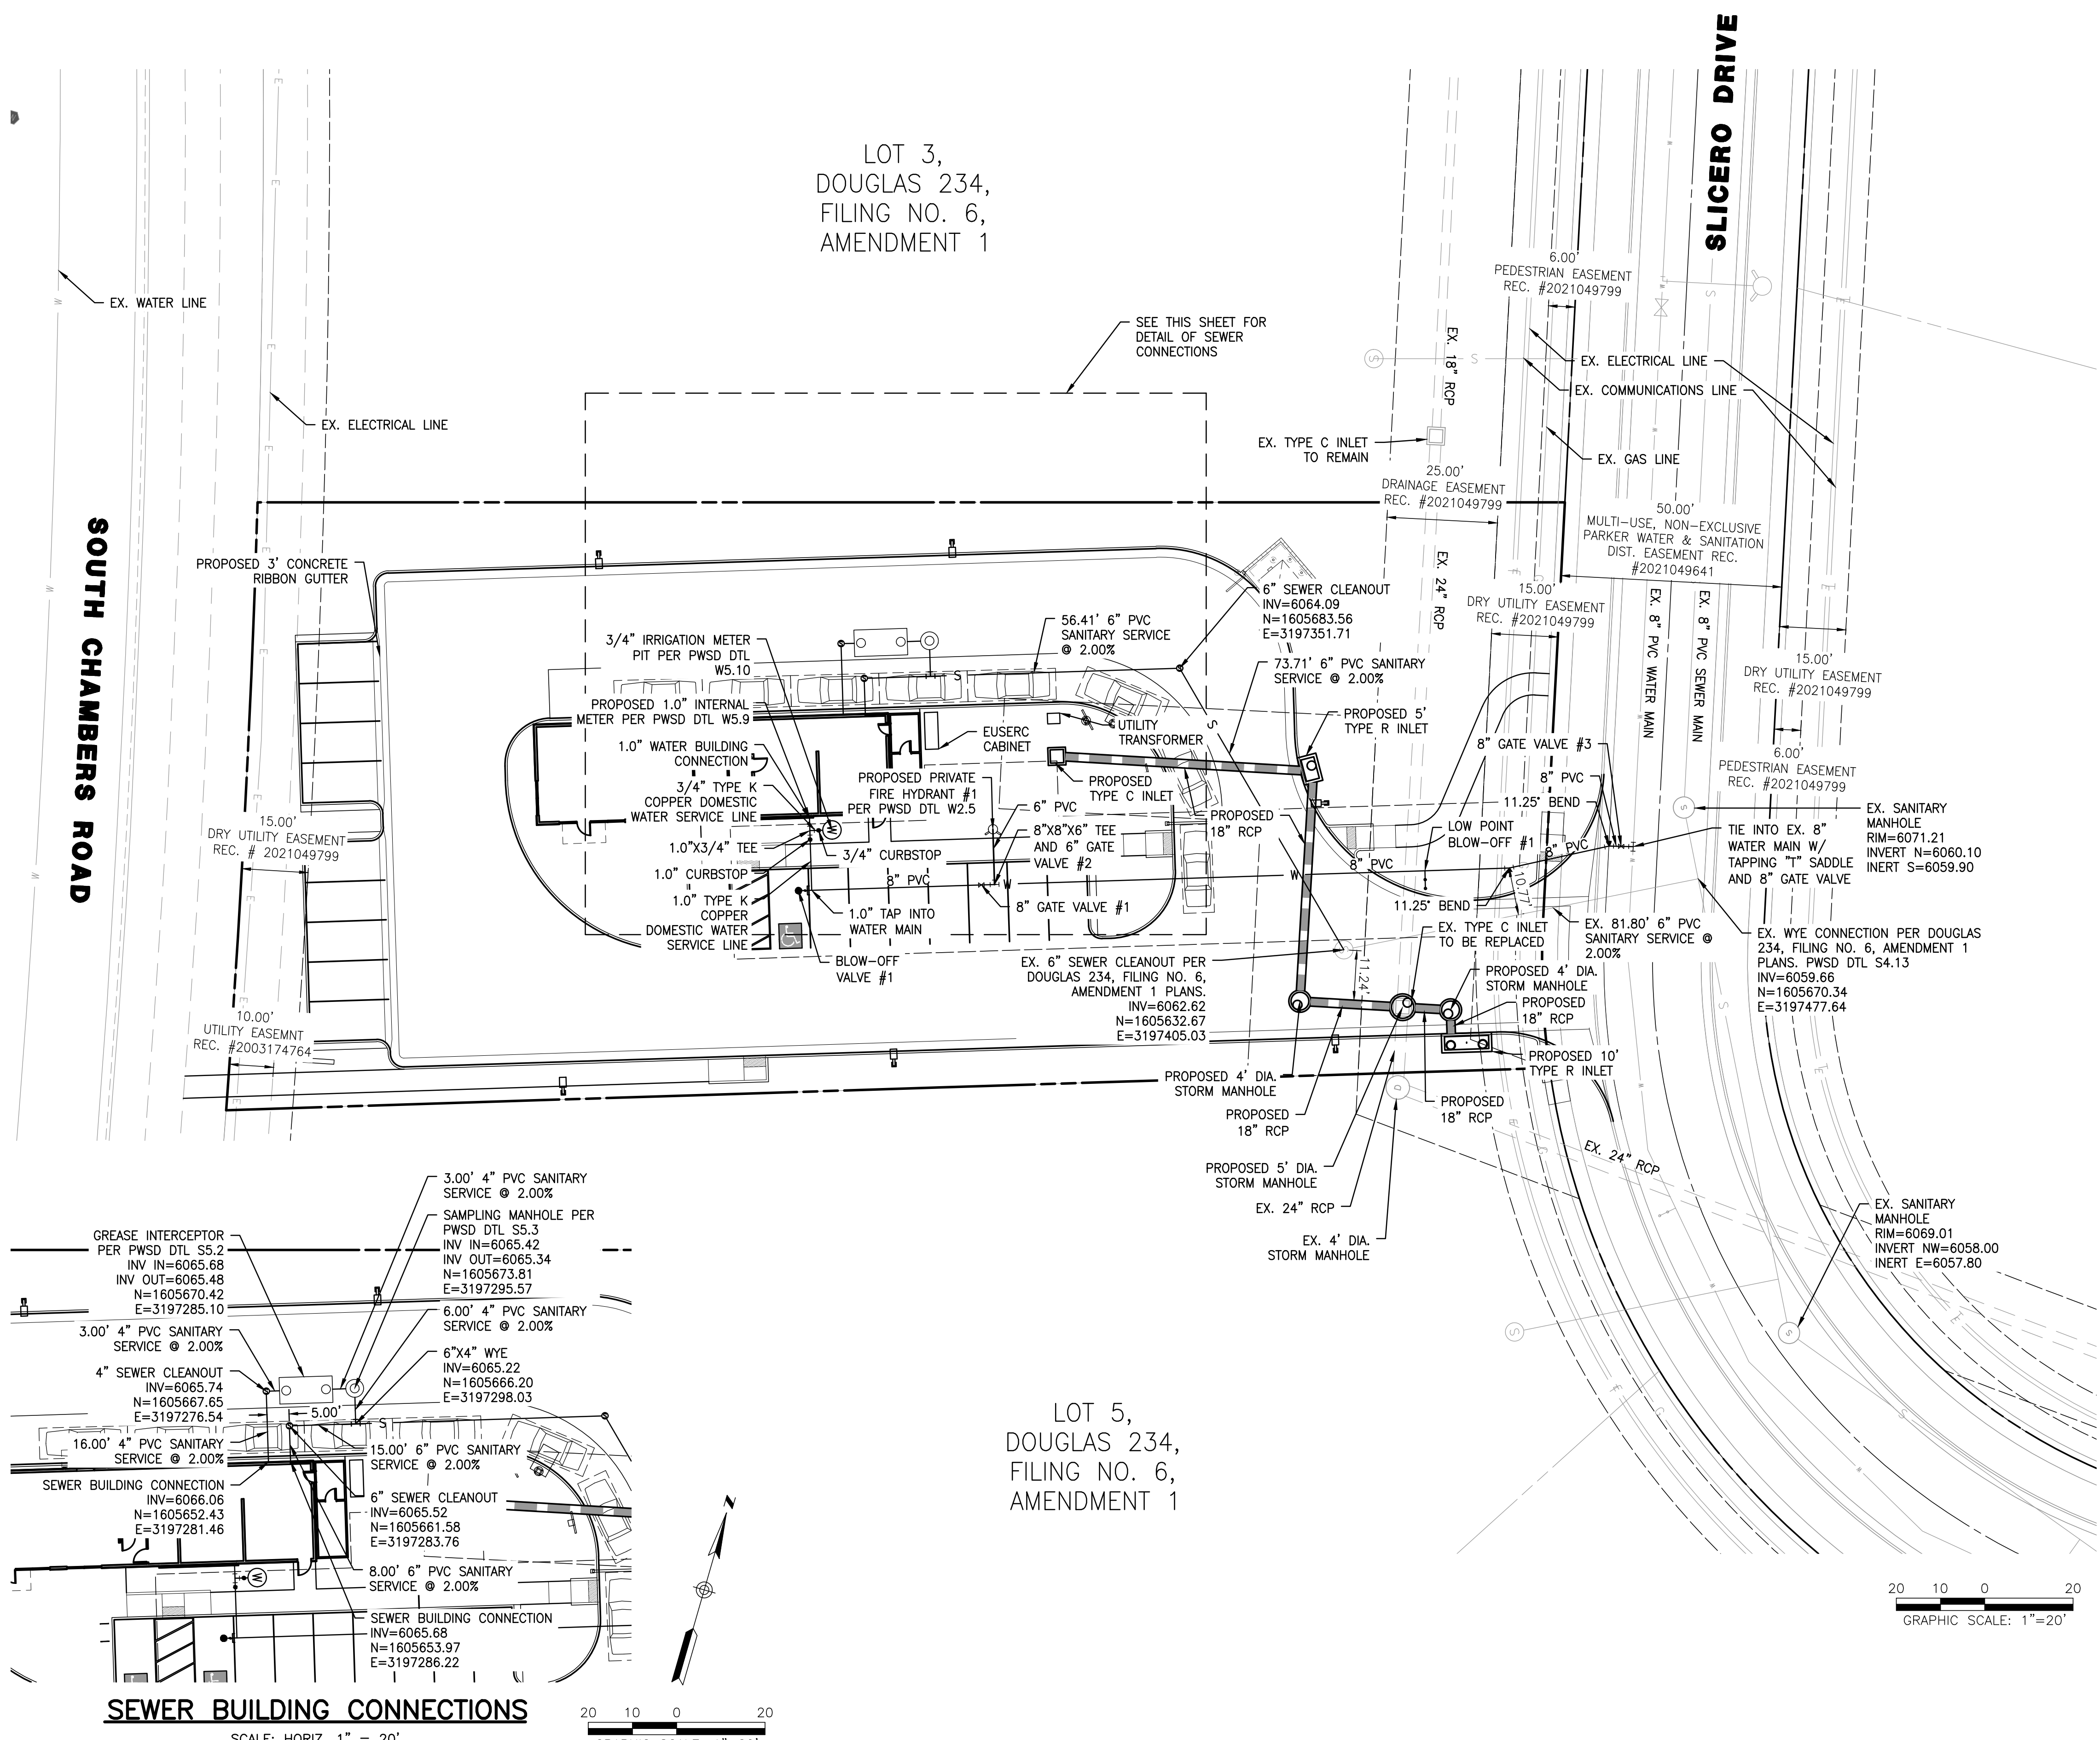 SLICERO DRIVE
LOT 3,
DOUGLAS 234,
FILING NO. 6,
AMENDMENT 1
6.00'
PEDESTRIAN EASEMENT
REC. #2021049799
EX. WATER LINE
SEE THIS SHEET FOR
DETAIL OF SEWER
CONNECTIONS
EX. 18" RCP
EX. ELECTRICAL LINE
EX. COMMUNICATIONS LINE
EX. ELECTRICAL LINE
EX. TYPE C INLET
TO REMAIN
EX. GAS LINE
25.00'
DRAINAGE EASEMENT
REC. #2021049799
50.00'
MULTI-USE, NON-EXCLUSIVE
PARKER WATER & SANITATION
DIST. EASEMENT REC.
#2021049641
SOUTH CHAMBERS ROAD
PROPOSED 3' CONCRETE
RIBBON GUTTER
EX. 24" RCP
15.00'
DRY UTILITY EASEMENT
REC. #2021049799
EX. 8" PVC WATER MAIN
EX. 8" PVC SEWER MAIN
6" SEWER CLEANOUT
INV=6064.09
N=1605683.56
E=3197351.71
56.41' 6" PVC
SANITARY SERVICE
@ 2.00%
3/4" IRRIGATION METER
PIT PER PWSD DTL
W5.10
73.71' 6" PVC SANITARY
SERVICE @ 2.00%
15.00'
DRY UTILITY EASEMENT
REC. #2021049799
PROPOSED 1.0" INTERNAL
METER PER PWSD DTL W5.9
EUSERC
CABINET
UTILITY
TRANSFORMER
PROPOSED 5'
TYPE R INLET
1.0" WATER BUILDING
CONNECTION
8" GATE VALVE #3
6.00'
PEDESTRIAN EASEMENT
REC. #2021049799
3/4" TYPE K
COPPER DOMESTIC
WATER SERVICE LINE
PROPOSED PRIVATE
FIRE HYDRANT #1
PER PWSD DTL W2.5
PROPOSED
TYPE C INLET
8" PVC
11.25° BEND
6" PVC
PROPOSED
18" RCP
EX. SANITARY
MANHOLE
RIM=6071.21
INVERT N=6060.10
INERT S=6059.90
15.00'
DRY UTILITY EASEMENT
REC. # 2021049799
1.0"X3/4" TEE
3/4" CURBSTOP
8"X8"X6" TEE
AND 6" GATE
VALVE #2
LOW POINT
BLOW-OFF #1
8" PVC
TIE INTO EX. 8"
WATER MAIN W/
TAPPING "T" SADDLE
AND 8" GATE VALVE
1.0" CURBSTOP
8" PVC
W
W
8" PVC
10.77'
1.0" TYPE K
COPPER
DOMESTIC WATER
SERVICE LINE
1.0" TAP INTO
WATER MAIN
8" GATE VALVE #1
11.25° BEND
EX. TYPE C INLET
TO BE REPLACED
EX. 81.80' 6" PVC
SANITARY SERVICE @
2.00%
EX. WYE CONNECTION PER DOUGLAS
234, FILING NO. 6, AMENDMENT 1
PLANS. PWSD DTL S4.13
INV=6059.66
N=1605670.34
E=3197477.64
BLOW-OFF
VALVE #1
EX. 6" SEWER CLEANOUT PER
DOUGLAS 234, FILING NO. 6,
AMENDMENT 1 PLANS.
INV=6062.62
N=1605632.67
E=3197405.03
11.24'
PROPOSED 4' DIA.
STORM MANHOLE
PROPOSED
18" RCP
10.00'
UTILITY EASEMNT
REC. #2003174764
PROPOSED 10'
TYPE R INLET
PROPOSED 4' DIA.
STORM MANHOLE
PROPOSED
18" RCP
PROPOSED
18" RCP
EX. 24" RCP
PROPOSED 5' DIA.
STORM MANHOLE
EX. 24" RCP
EX. 4' DIA.
STORM MANHOLE
EX. SANITARY
MANHOLE
RIM=6069.01
INVERT NW=6058.00
INERT E=6057.80
3.00' 4" PVC SANITARY
SERVICE @ 2.00%
SAMPLING MANHOLE PER
PWSD DTL S5.3
INV IN=6065.42
INV OUT=6065.34
N=1605673.81
E=3197295.57
GREASE INTERCEPTOR
PER PWSD DTL S5.2
INV IN=6065.68
INV OUT=6065.48
N=1605670.42
E=3197285.10
6.00' 4" PVC SANITARY
SERVICE @ 2.00%
3.00' 4" PVC SANITARY
SERVICE @ 2.00%
6"X4" WYE
INV=6065.22
N=1605666.20
E=3197298.03
4" SEWER CLEANOUT
INV=6065.74
N=1605667.65
E=3197276.54
5.00'
S
16.00' 4" PVC SANITARY
SERVICE @ 2.00%
15.00' 6" PVC SANITARY
SERVICE @ 2.00%
SEWER BUILDING CONNECTION
INV=6066.06
N=1605652.43
E=3197281.46
6" SEWER CLEANOUT
INV=6065.52
N=1605661.58
E=3197283.76
8.00' 6" PVC SANITARY
SERVICE @ 2.00%
SEWER BUILDING CONNECTION
INV=6065.68
N=1605653.97
E=3197286.22
W
N
LOT 5,
DOUGLAS 234,
FILING NO. 6,
AMENDMENT 1
20 10 0 20
GRAPHIC SCALE: 1"=20'
SEWER BUILDING CONNECTIONS
SCALE: HORIZ. 1" = 20'
20 10 0 20